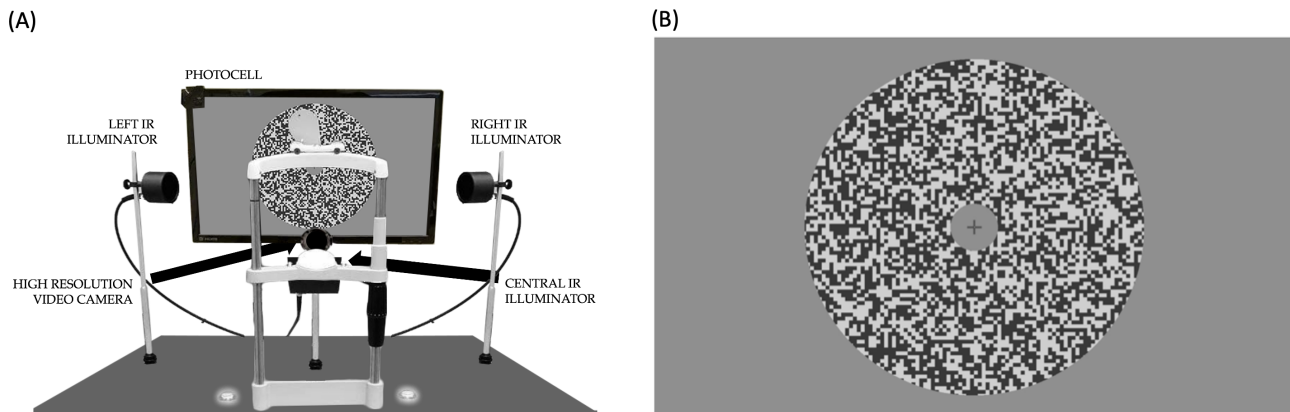 (A)
(B)
PHOTOCELL
LEFT IR
ILLUMINATOR
RIGHT IR
ILLUMINATOR
HIGH RESOLUTION
VIDEO CAMERA
CENTRAL IR
ILLUMINATOR